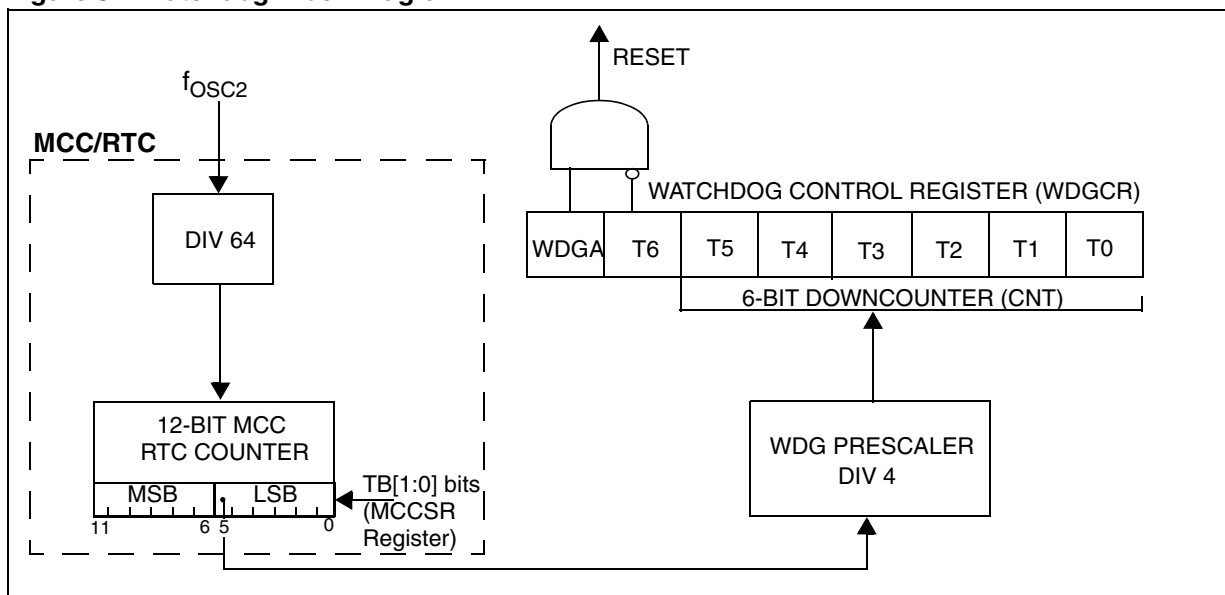 RESET
fOSC2
MCC/RTC
DIV 64
12-BIT MCC
RTC COUNTER
MSB LSB
11 6 5 0
TB[1:0] bits
(MCCSR
Register)
WATCHDOG CONTROL REGISTER (WDGCR)
WDGA T6 T5 T4 T3 T2 T1 T0
6-BIT DOWNCOUNTER (CNT)
WDG PRESCALER
DIV 4